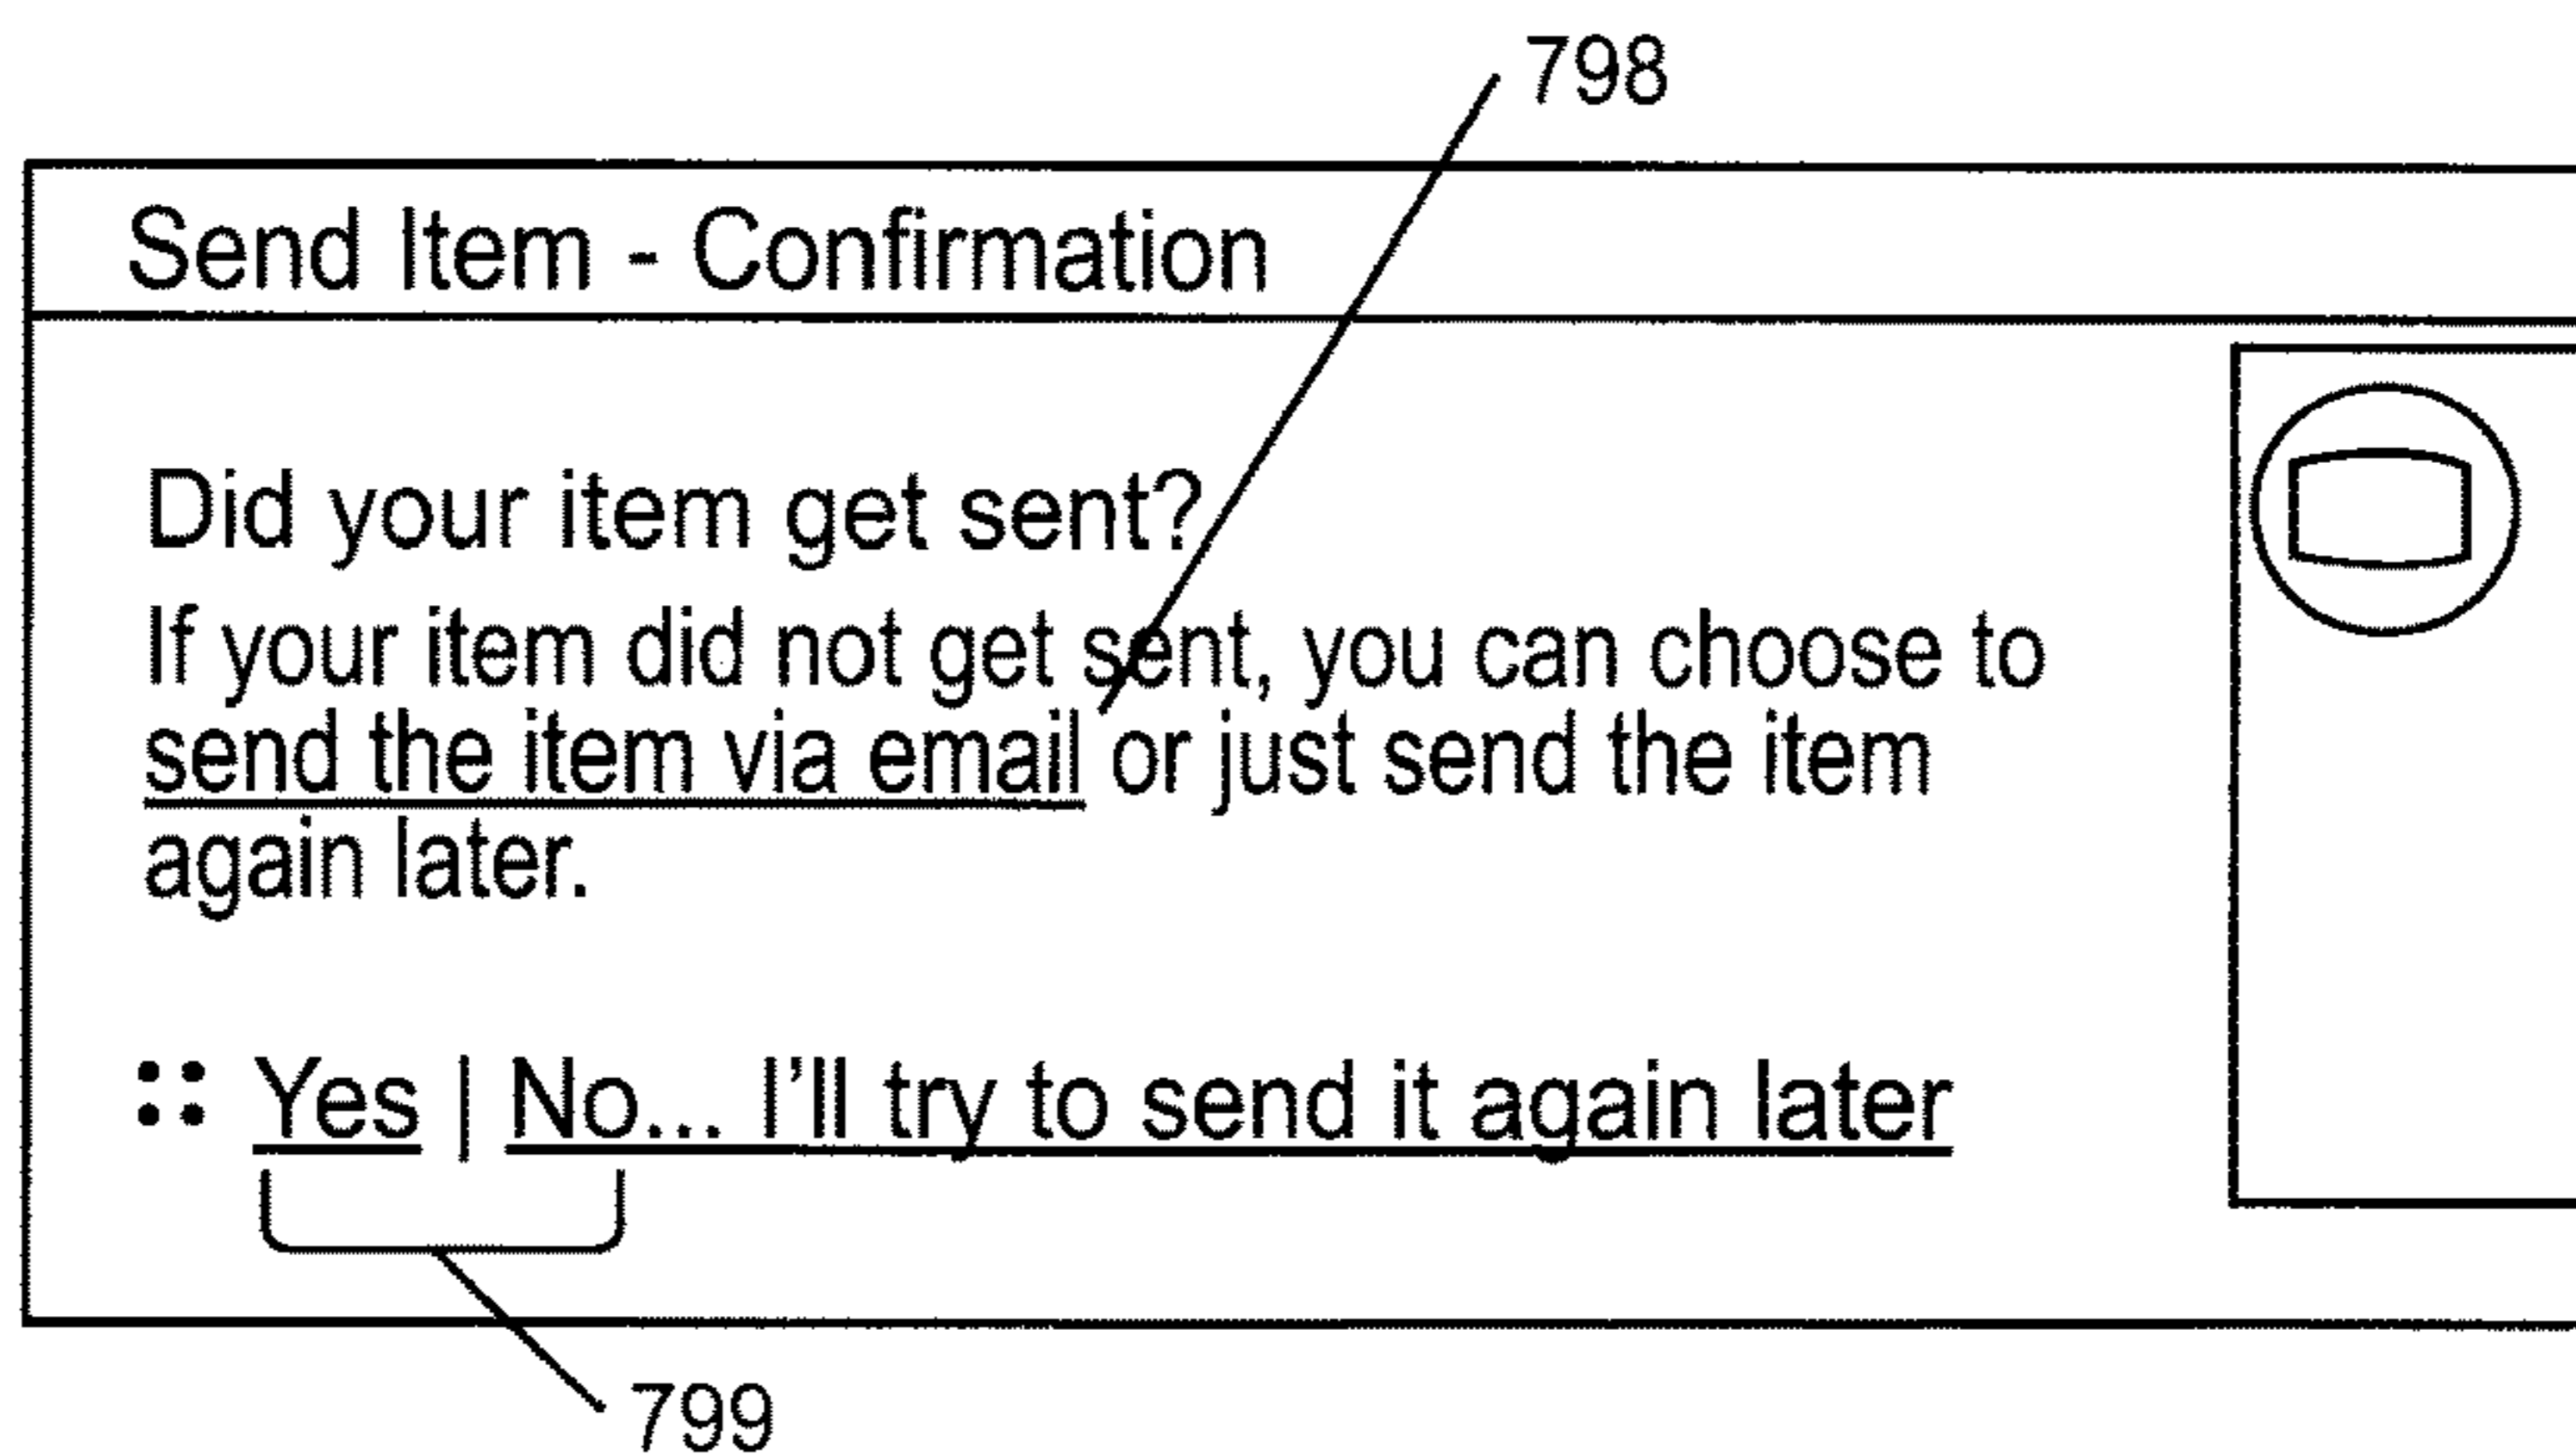 798
Send Item - Confirmation
Did your item get sent?
If your item did not get sent, you can choose to
send the item via email or just send the item
again later.
Yes | No... I'll try to send it again later
799